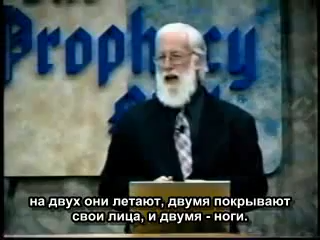 Prophecy
на двух они летают, двумя покрывают
свои лица, и двумя - ноги.